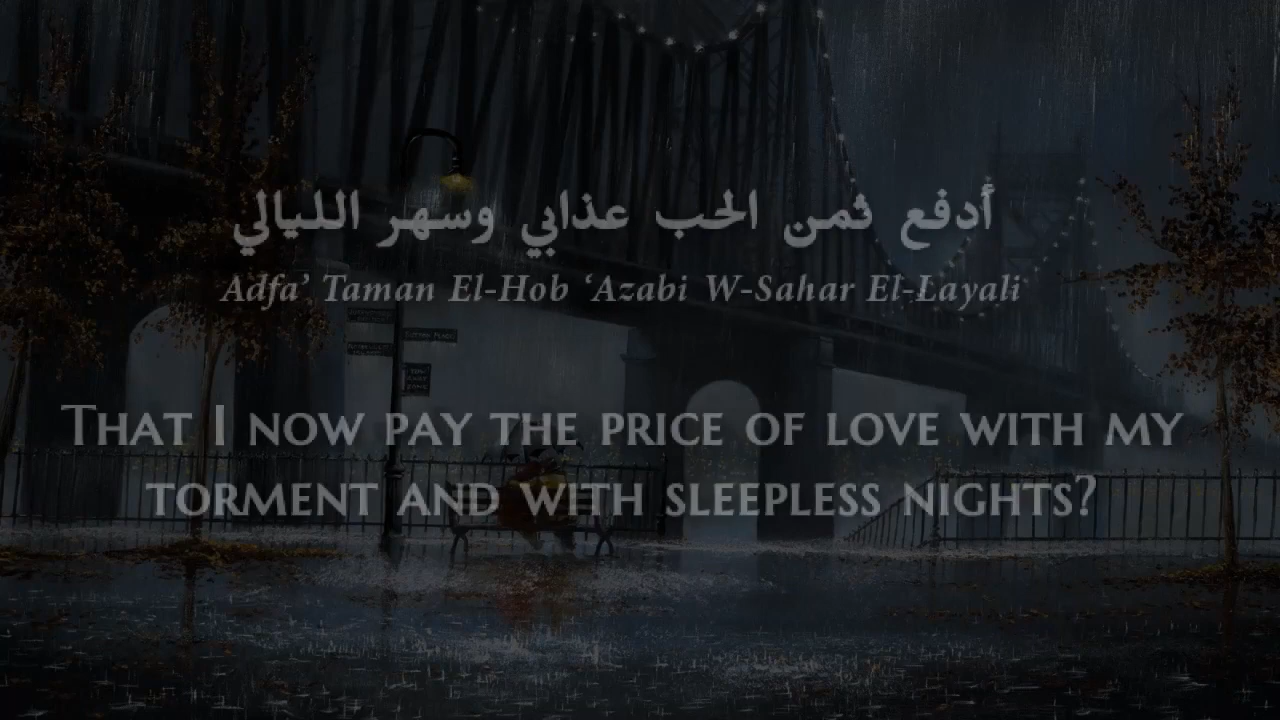 أدفع ثمن الحب عذابي وسهر الليالي
Adfa’ Taman El-Hob ‘Azabi W-Sahar El-Layali
That I now pay the price of love with my
torment and with sleepless nights?